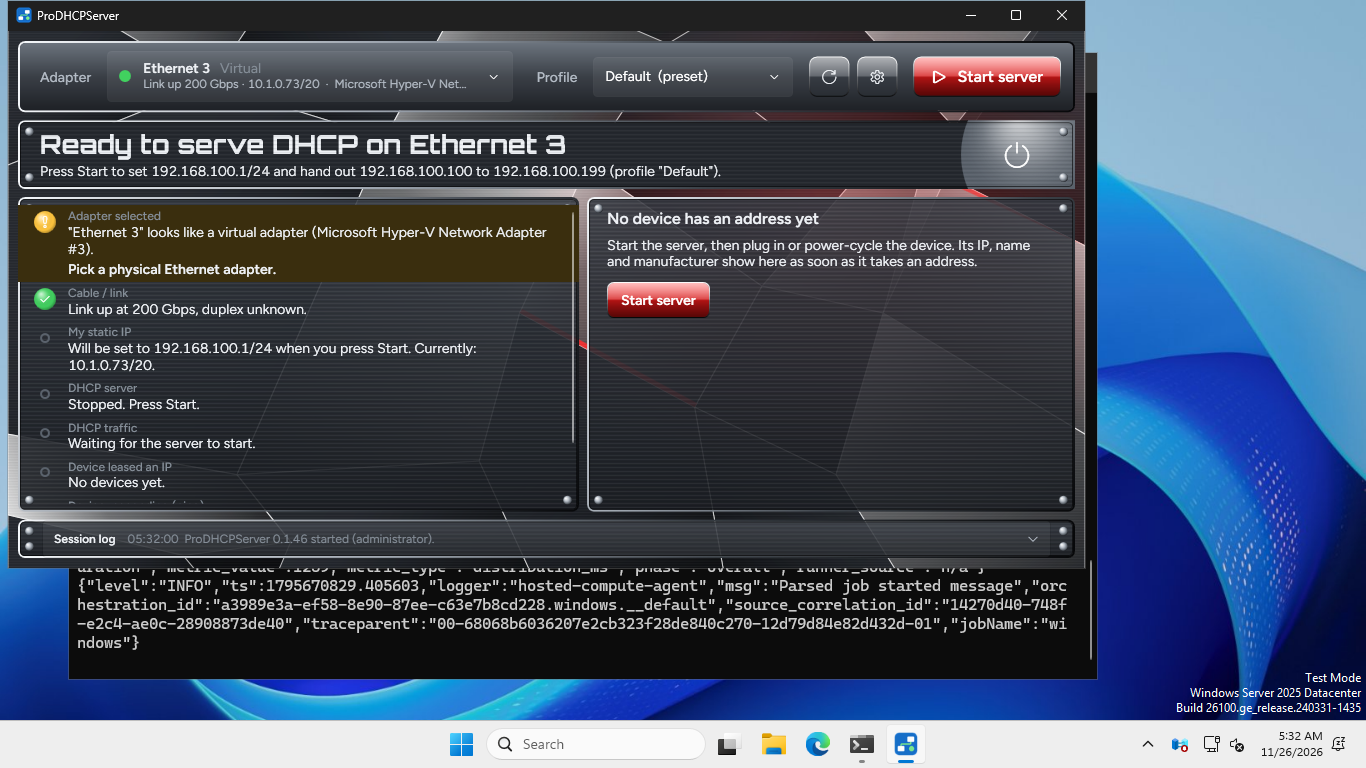 ProDHCPServer
Adapter
Ethernet 3 Virtual
Link up 200 Gbps · 10.1.0.73/20 · Microsoft Hyper-V Net...
Profile
Default (preset)
Start server
Ready to serve DHCP on Ethernet 3
Press Start to set 192.168.100.1/24 and hand out 192.168.100.100 to 192.168.100.199 (profile "Default").
Adapter selected
"Ethernet 3" looks like a virtual adapter (Microsoft Hyper-V Network Adapter
#3).
Pick a physical Ethernet adapter.
Cable / link
Link up at 200 Gbps, duplex unknown.
My static IP
Will be set to 192.168.100.1/24 when you press Start. Currently:
10.1.0.73/20.
DHCP server
Stopped. Press Start.
DHCP traffic
Waiting for the server to start.
Device leased an IP
No devices yet.
No device has an address yet
Start the server, then plug in or power-cycle the device. Its IP, name
and manufacturer show here as soon as it takes an address.
Start server
Session log 05:32:00 ProDHCPServer 0.1.46 started (administrator).
{"level":"INFO","ts":1795670829.405603,"logger":"hosted-compute-agent","msg":"Parsed job started message","orc
hestration_id":"a3989e3a-ef58-8e90-87ee-c63e7b8cd228.windows.__default","source_correlation_id":"14270d40-748f
-e2c4-ae0c-28908873de40","traceparent":"00-68068b6036207e2cb323f28de840c270-12d79d84e82d432d-01","jobName":"wi
ndows"}
Test Mode
Windows Server 2025 Datacenter
Build 26100.ge_release.240331-1435
Search
5:32 AM
11/26/2026